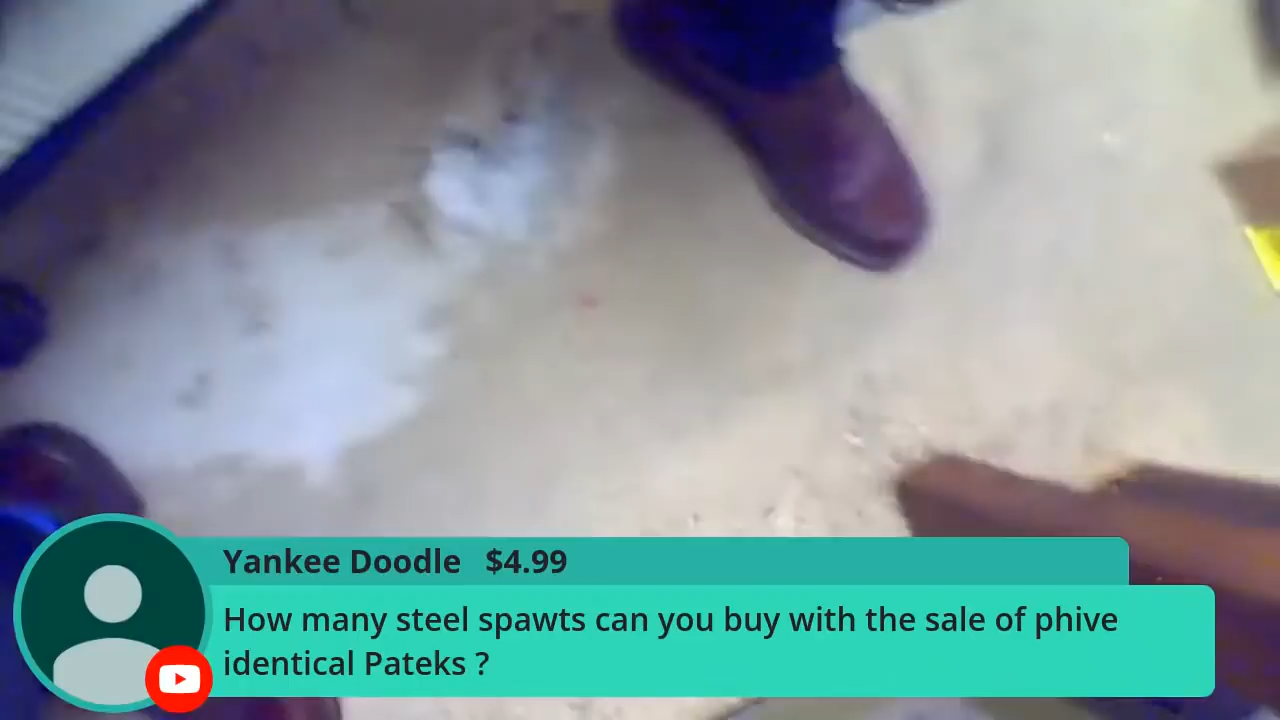 Yankee Doodle $4.99
How many steel spawts can you buy with the sale of phive
identical Pateks ?